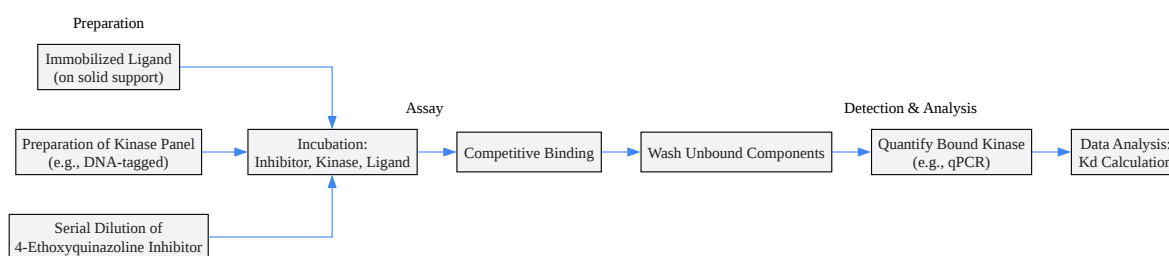 Preparation
Immobilized Ligand
(on solid support)
Assay
Detection & Analysis
Preparation of Kinase Panel
(e.g., DNA-tagged)
Incubation:
Inhibitor, Kinase, Ligand
Competitive Binding
Wash Unbound Components
Quantify Bound Kinase
(e.g., qPCR)
Data Analysis:
Kd Calculation
Serial Dilution of
4-Ethoxyquinazoline Inhibitor